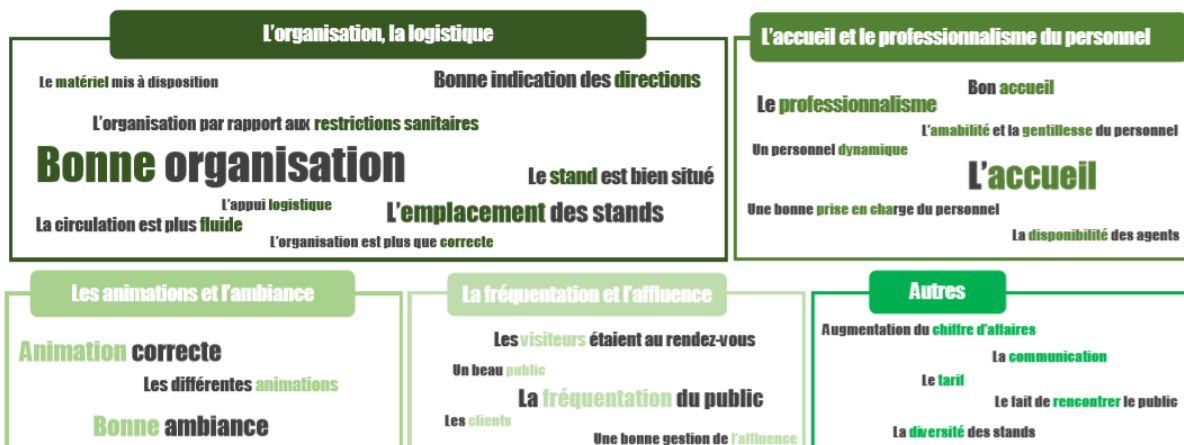 L'organisation, la logistique
Le matériel mis à disposition
Bonne indication des directions
L'organisation par rapport aux restrictions sanitaires
Bonne organisation
Le stand est bien situé
L'appui logistique
L'emplacement des stands
La circulation est plus fluide
L'organisation est plus que correcte
L'accueil et le professionnalisme du personnel
Bon accueil
Le professionnalisme
L'amabilité et la gentillesse du personnel
Un personnel dynamique
L'accueil
Une bonne prise en charge du personnel
La disponibilité des agents
Les animations et l'ambiance
Animation correcte
Les différentes animations
Bonne ambiance
La fréquentation et l'affluence
Les visiteurs étaient au rendez-vous
Un beau public
La fréquentation du public
Les clients
Une bonne gestion de l'affluence
Autres
Augmentation du chiffre d'affaires
La communication
Le tarif
Le fait de rencontrer le public
La diversité des stands